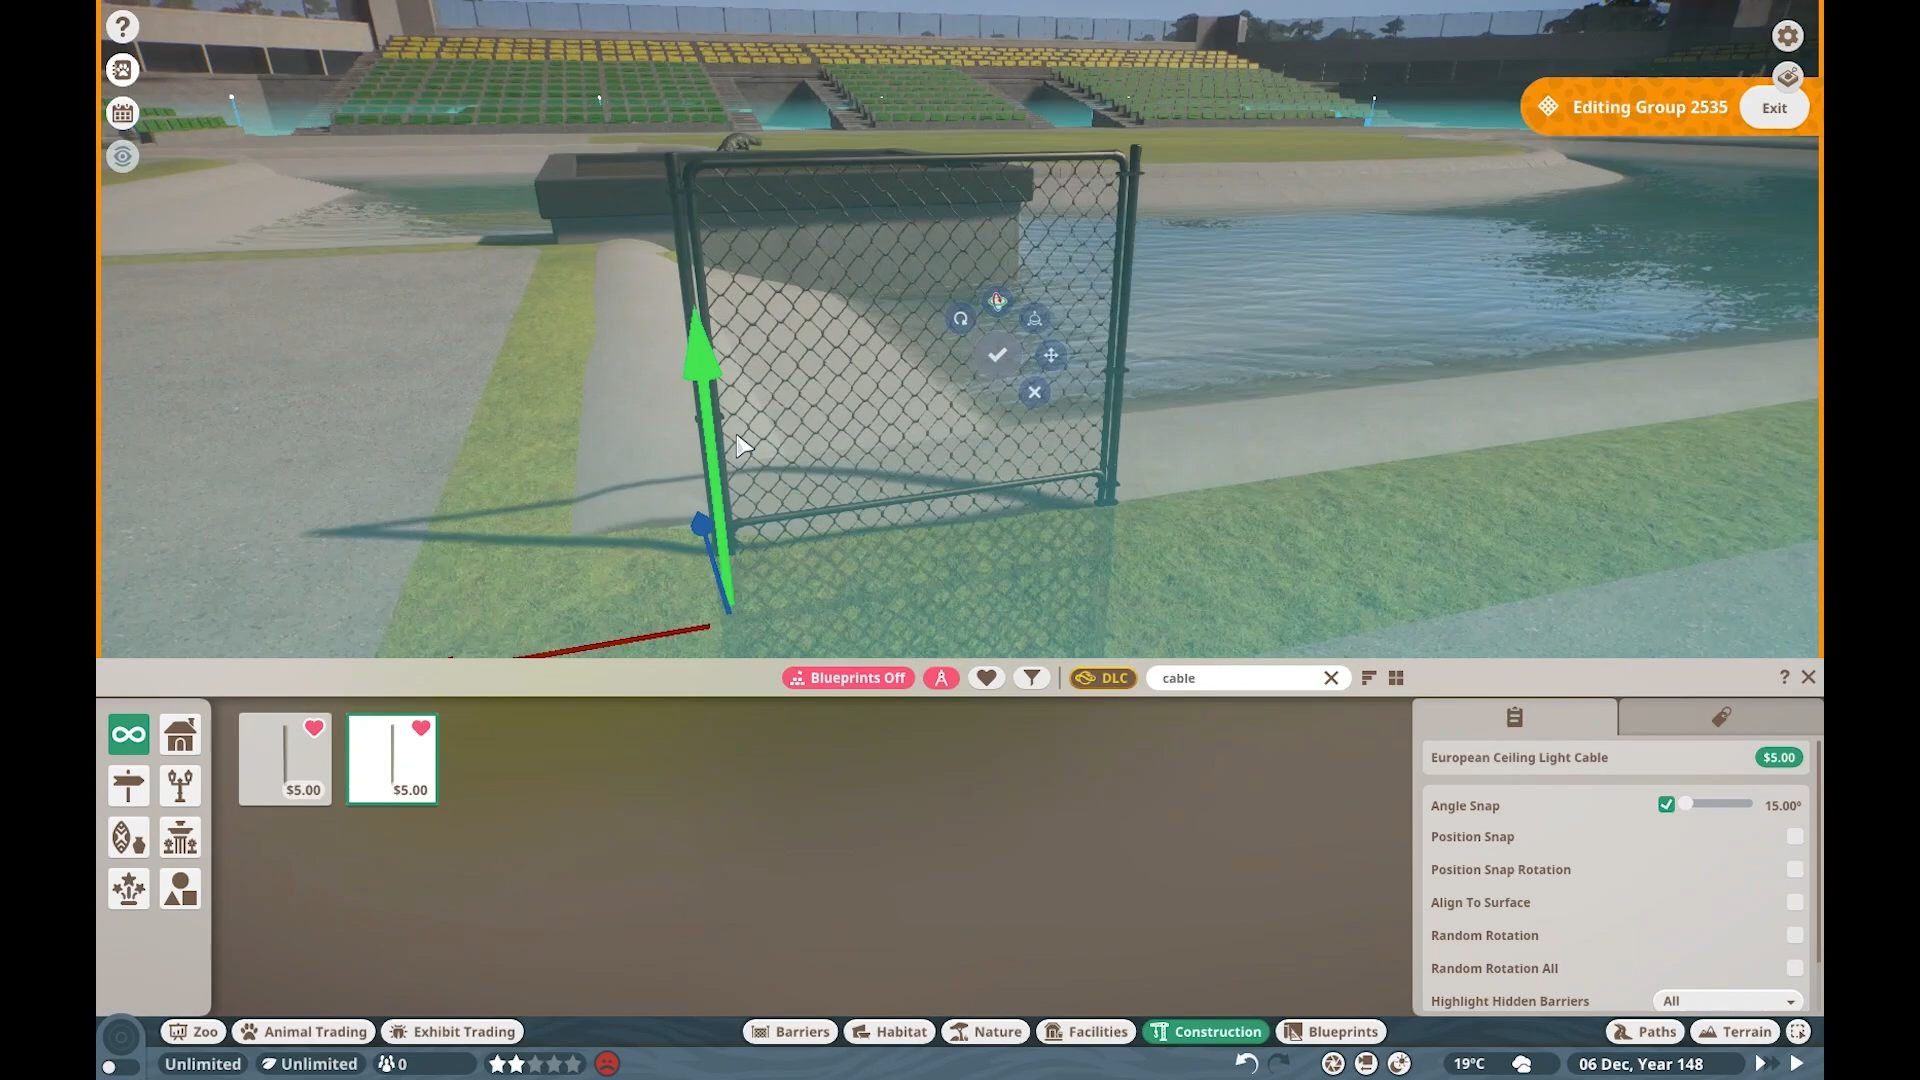 ?
Editing Group 2535
Exit
Blueprints Off
DLC
cable
?
$5.00
$5.00
European Ceiling Light Cable
$5.00
Angle Snap
15.00°
Position Snap
Position Snap Rotation
Align To Surface
Random Rotation
Random Rotation All
Highlight Hidden Barriers
All
Zoo
Animal Trading
Exhibit Trading
Barriers
Habitat
Nature
Facilities
Construction
Blueprints
Paths
Terrain
Unlimited
Unlimited
0
19°C
06 Dec, Year 148